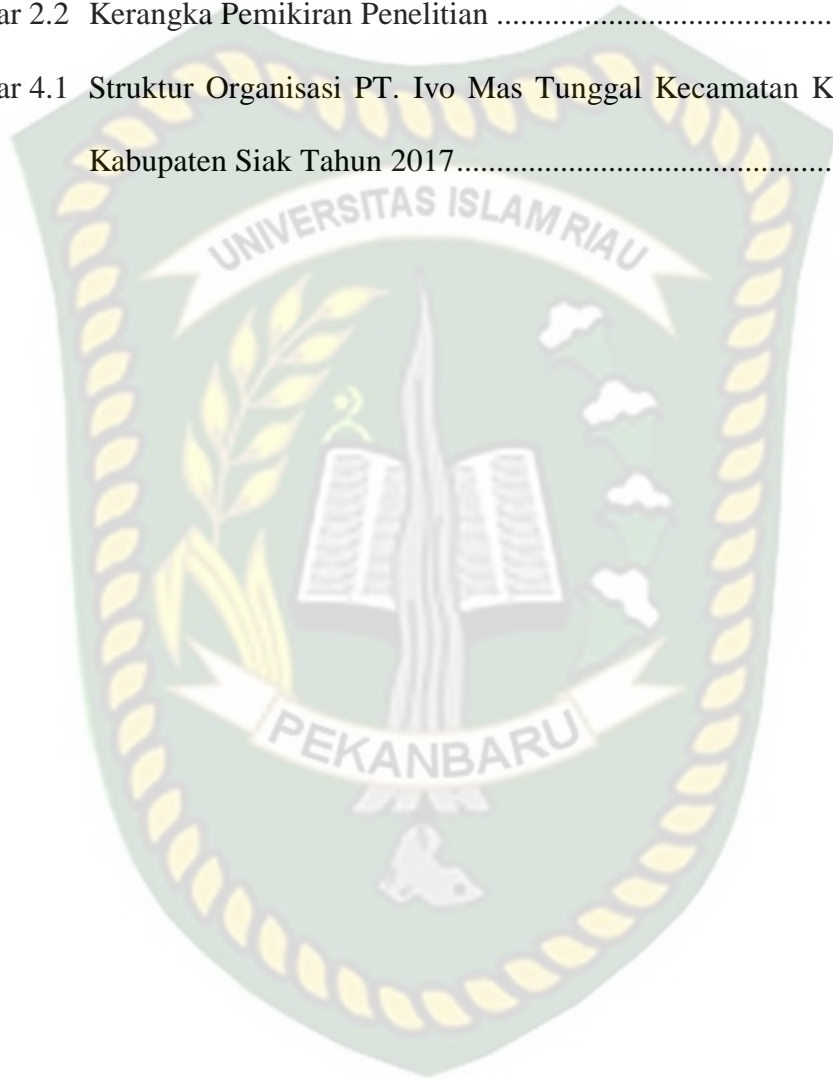 ar 2.2 Kerangka Pemikiran Penelitian ..........................................
ar 4.1 Struktur Organisasi PT. Ivo Mas Tunggal Kecamatan K
Kabupaten Siak Tahun 2017...............................................
UNIVERSITAS ISLAM RIAU
PEKANBARU